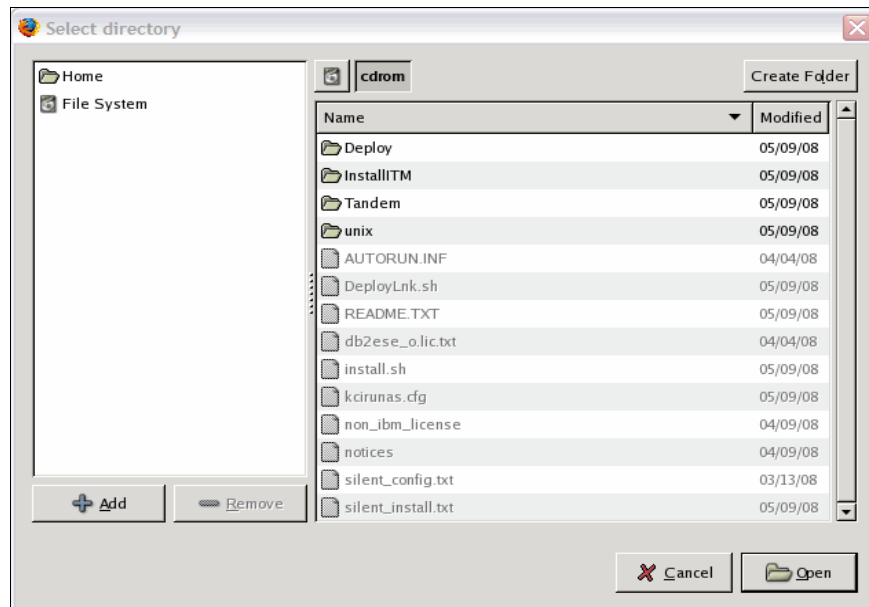 Select directory
Home
File System
cdrom
Create Folder
Name Modified
Deploy 05/09/08
InstallITM 05/09/08
Tandem 05/09/08
unix 05/09/08
AUTORUN.INF 04/04/08
DeployLnk.sh 05/09/08
README.TXT 05/09/08
db2ese_o.lic.txt 04/04/08
install.sh 05/09/08
kcirunas.cfg 05/09/08
non_ibm_license 04/09/08
notices 04/09/08
silent_config.txt 03/13/08
silent_install.txt 05/09/08
Add Remove
Cancel Open